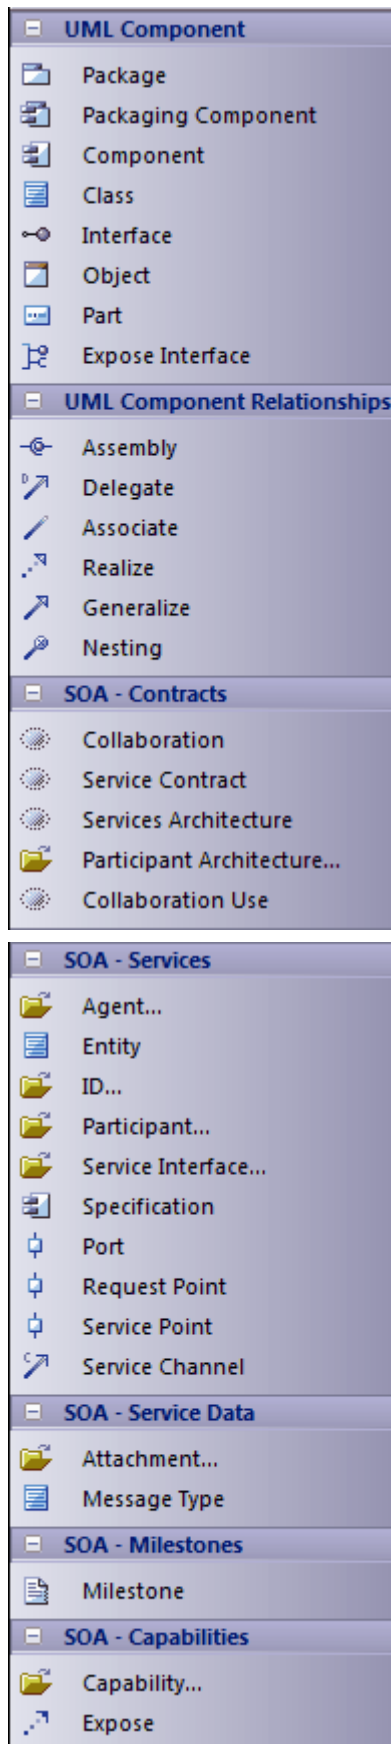 UML Component
Package
Packaging Component
Component
Class
Interface
Object
Part
Expose Interface
UML Component Relationships
Assembly
Delegate
Associate
Realize
Generalize
Nesting
SOA - Contracts
Collaboration
Service Contract
Services Architecture
Participant Architecture...
Collaboration Use
SOA - Services
Agent...
Entity
ID...
Participant...
Service Interface...
Specification
Port
Request Point
Service Point
Service Channel
SOA - Service Data
Attachment...
Message Type
SOA - Milestones
Milestone
SOA - Capabilities
Capability...
Expose